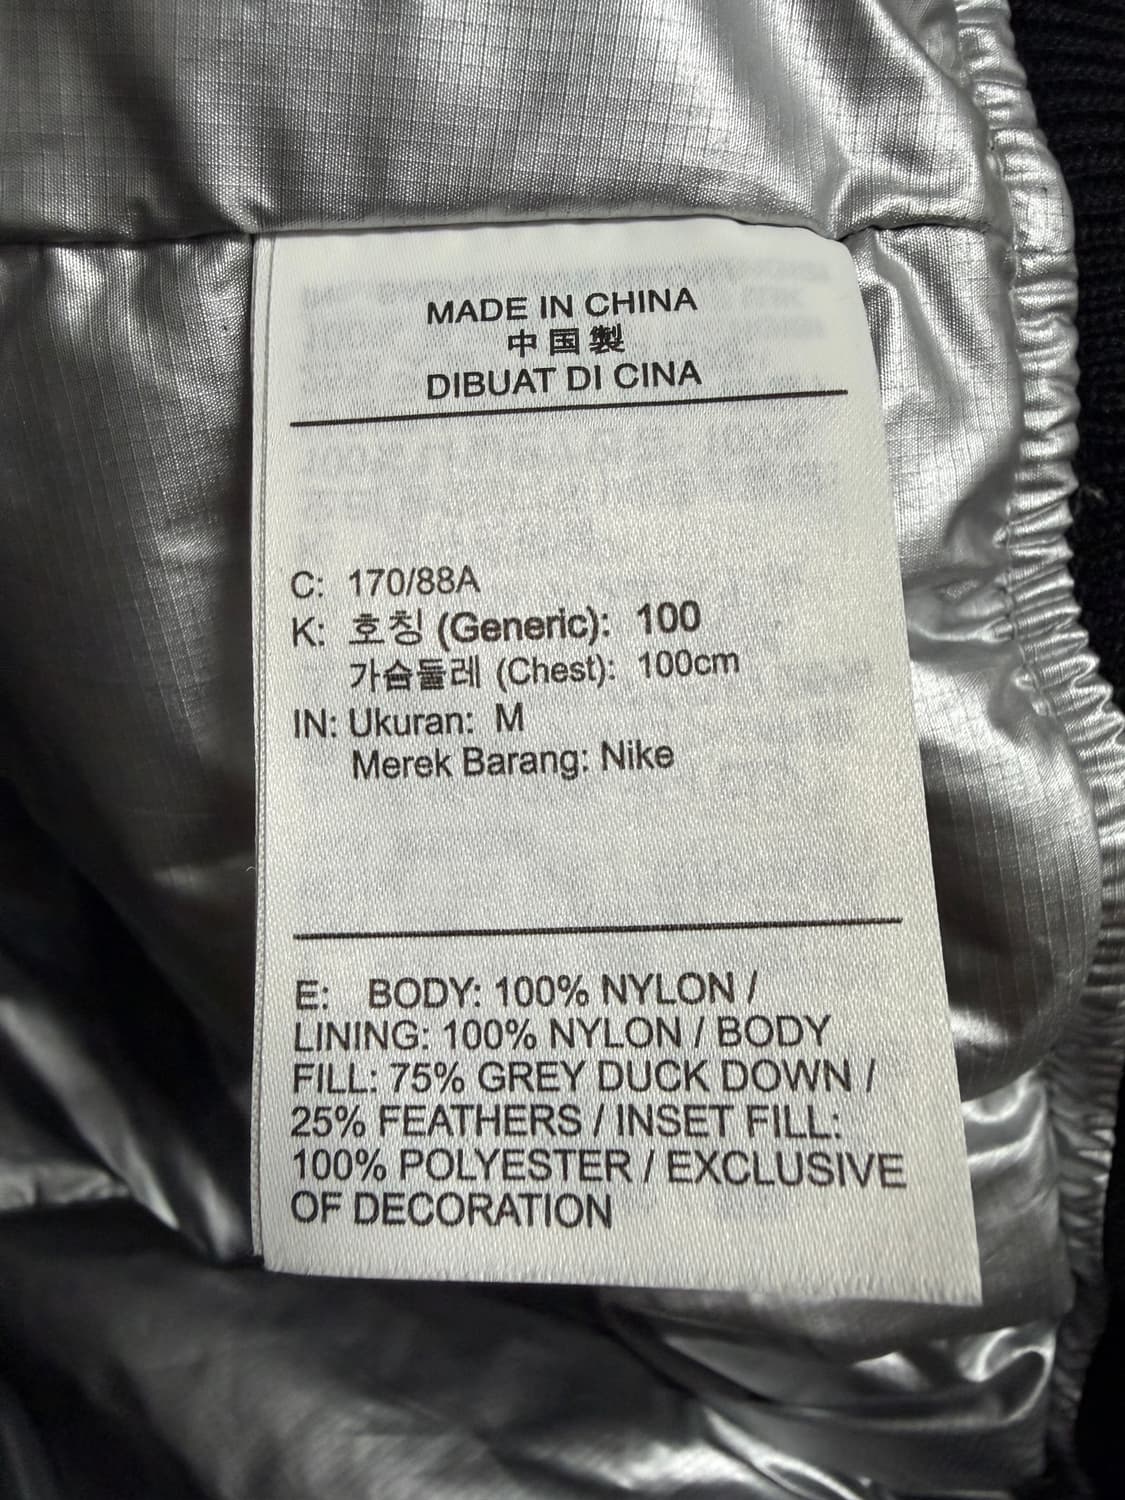 MADE IN CHINA
中国製
DIBUAT DI CINA
C: 170/88A
K: 호칭 (Generic): 100
가슴둘레 (Chest): 100cm
IN: Ukuran: M
Merek Barang: Nike
E: BODY: 100% NYLON /
LINING: 100% NYLON / BODY
FILL: 75% GREY DUCK DOWN /
25% FEATHERS / INSET FILL:
100% POLYESTER / EXCLUSIVE
OF DECORATION